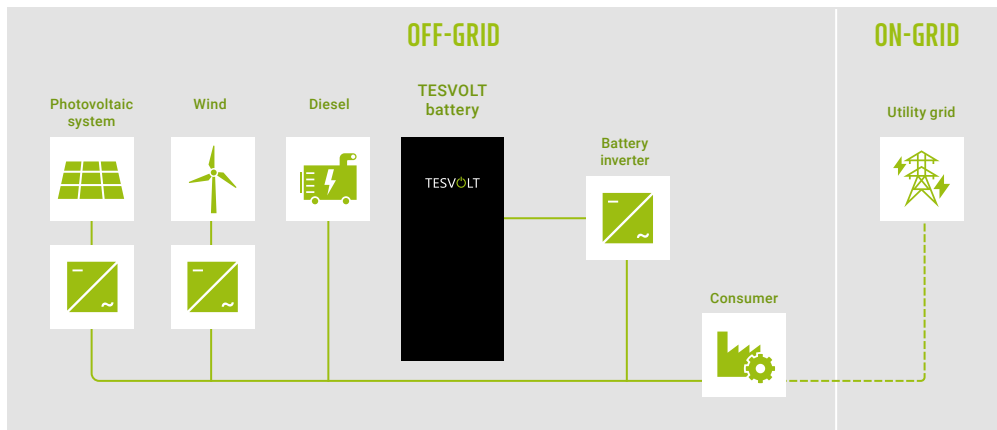 OFF-GRID
ON-GRID
Photovoltaic
system
Wind
Diesel
TESVOLT
battery
Battery
inverter
Utility grid
TESVOLT
Consumer